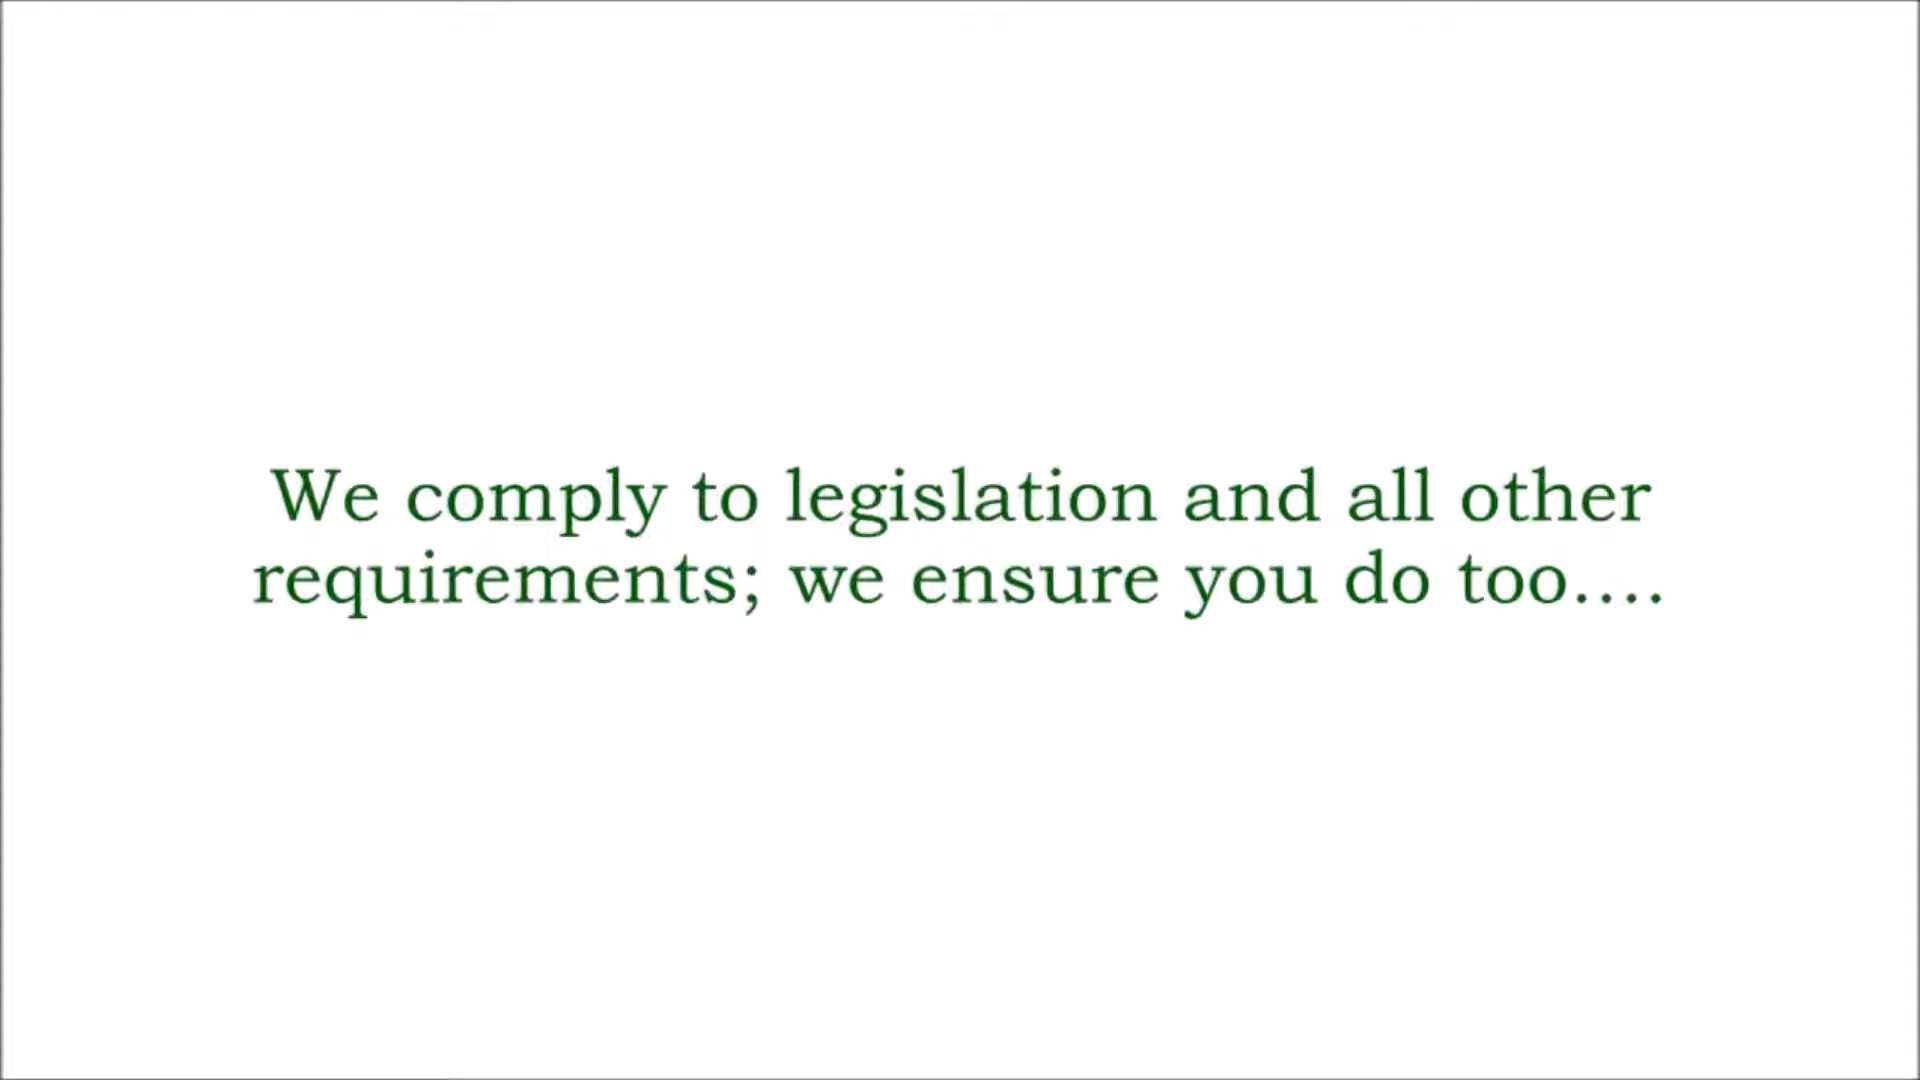 We comply to legislation and all other
requirements; we ensure you do too....